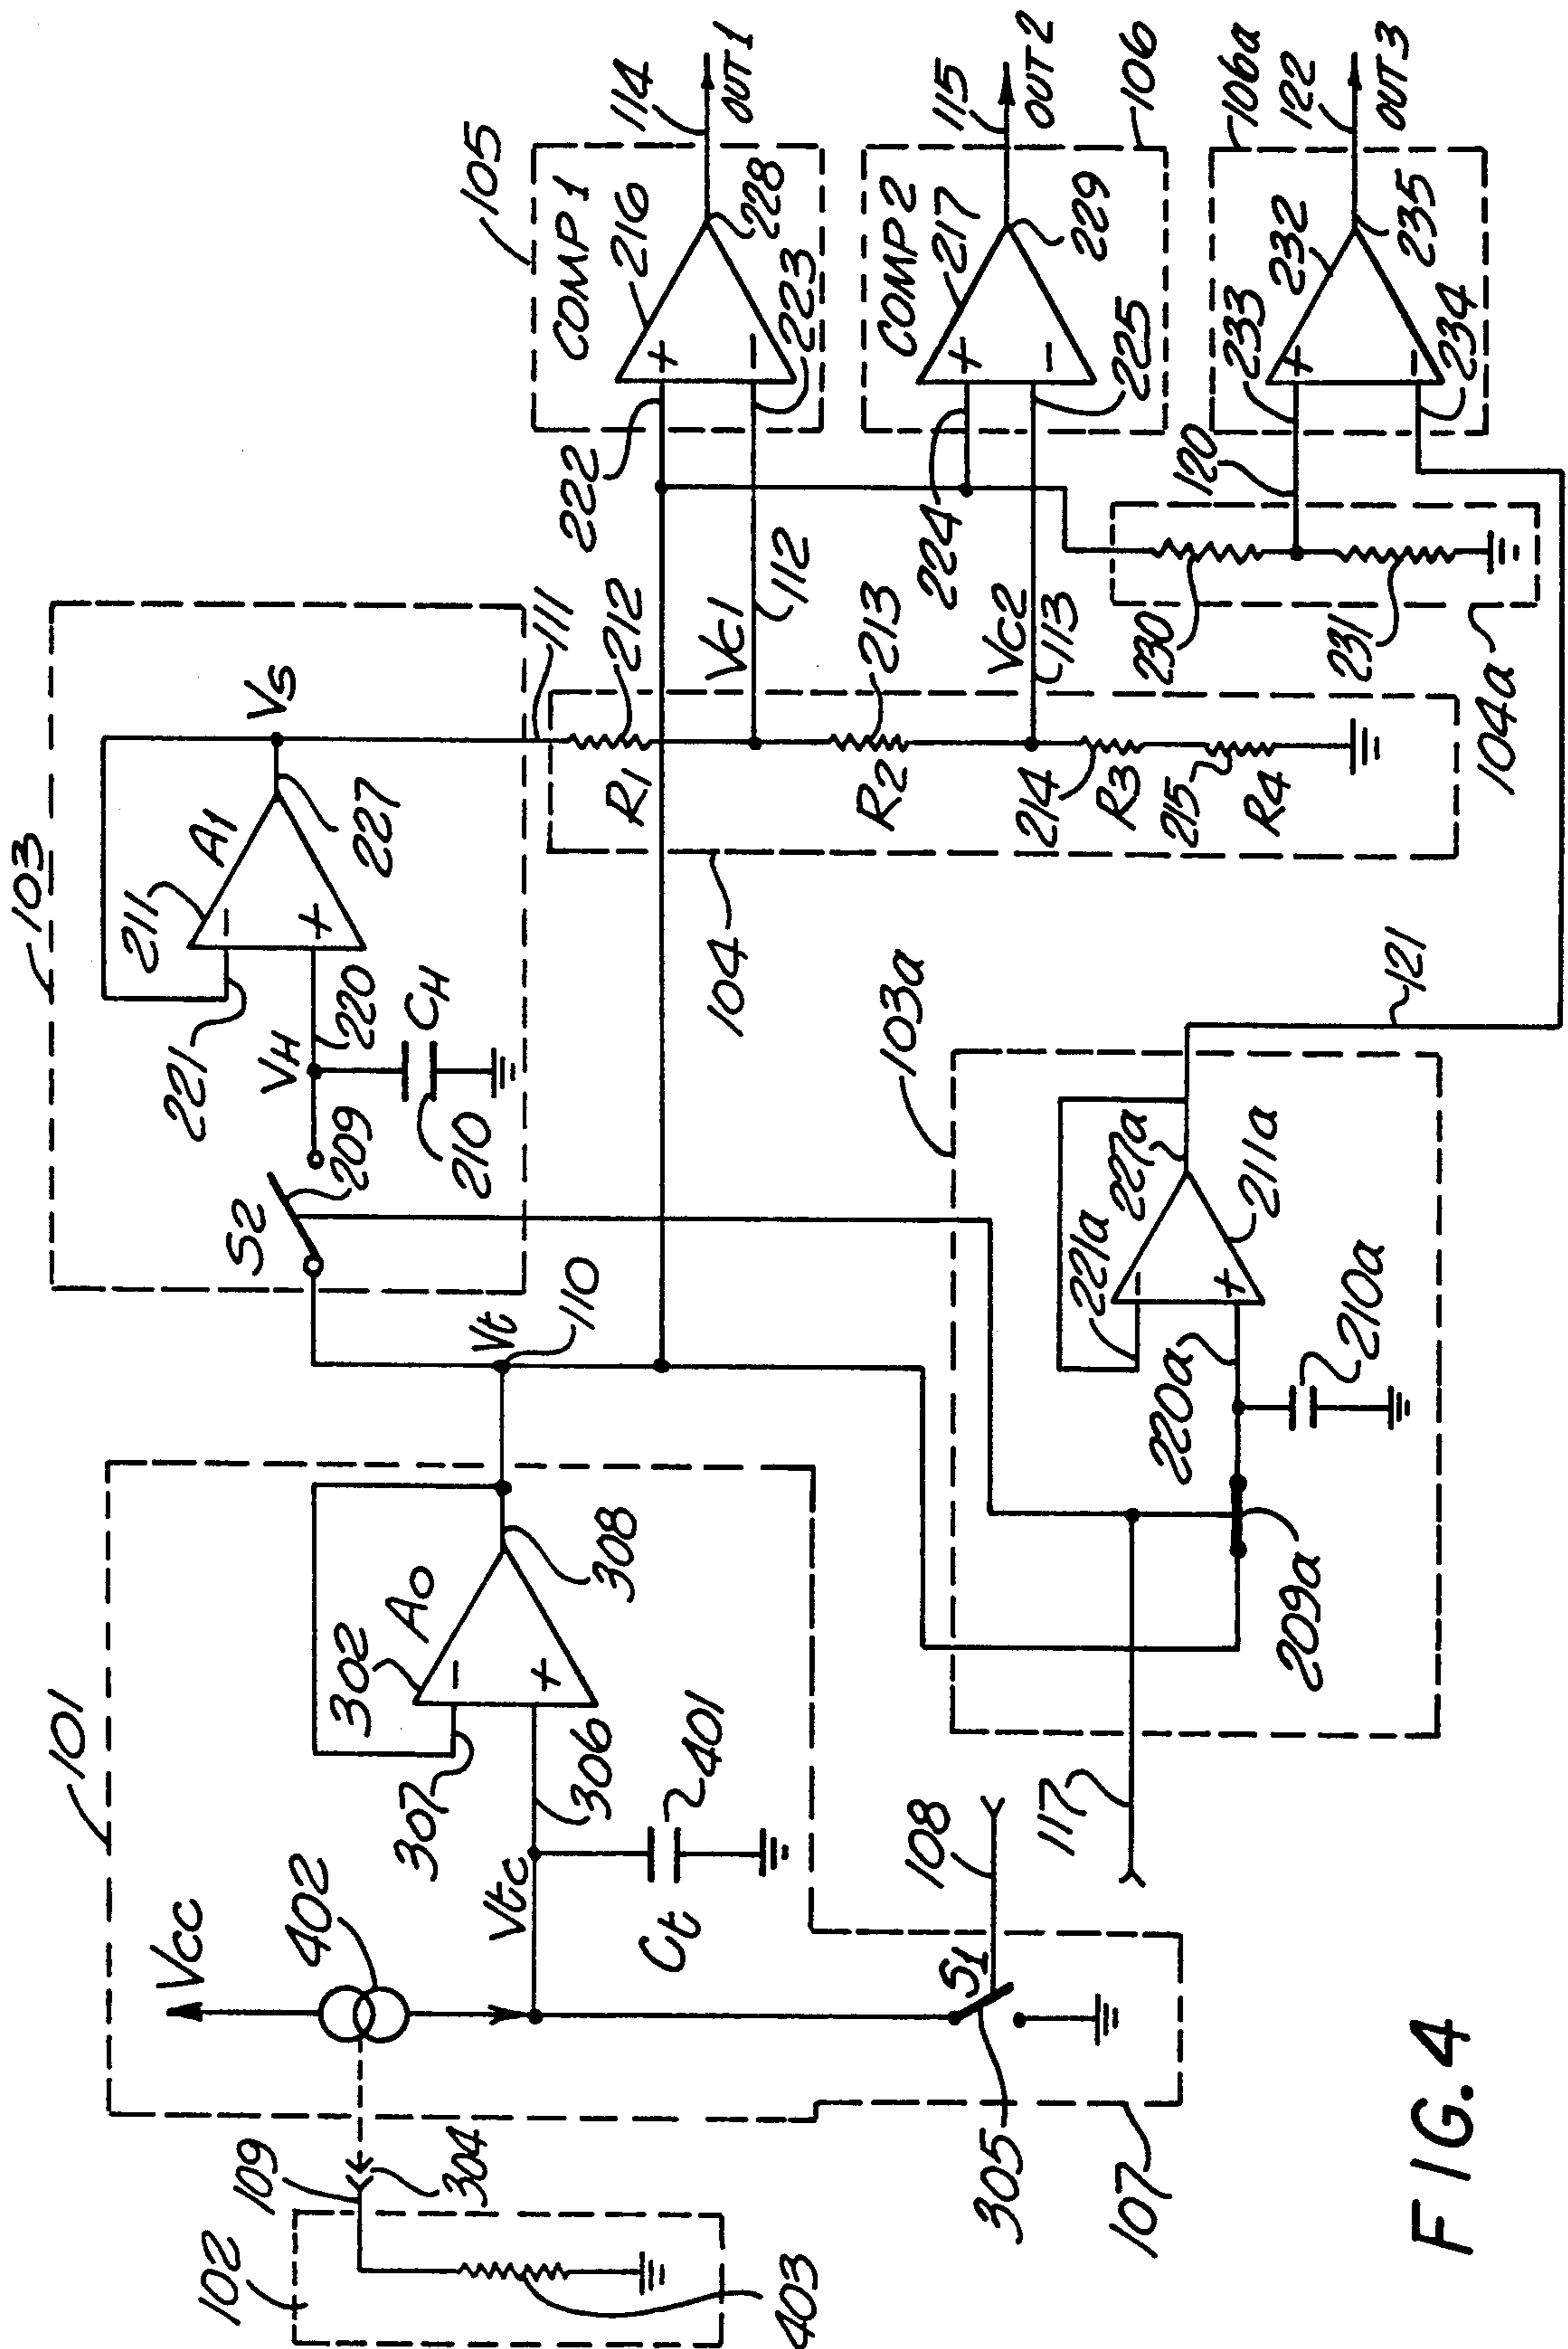 103
211
A1
Vs
221
VH
220
227
CH
210
S2
209
111
101
Vcc
402
302
A0
307
308
306
Vtc
Ct
401
Vt
110
102
109
304
403
S1
108
305
107
117
105
COMP 1
216
114
OUT 1
222
228
223
R1
212
Vc1
112
COMP 2
217
115
OUT 2
106
224
229
225
R2
213
Vc2
113
214
R3
215
R4
104
120
233
232
106a
122
OUT 3
235
234
230
231
104a
103a
221a
227a
211a
220a
210a
209a
121
FIG. 4
+
−
+
−
+
−
+
−
+
−
+
−